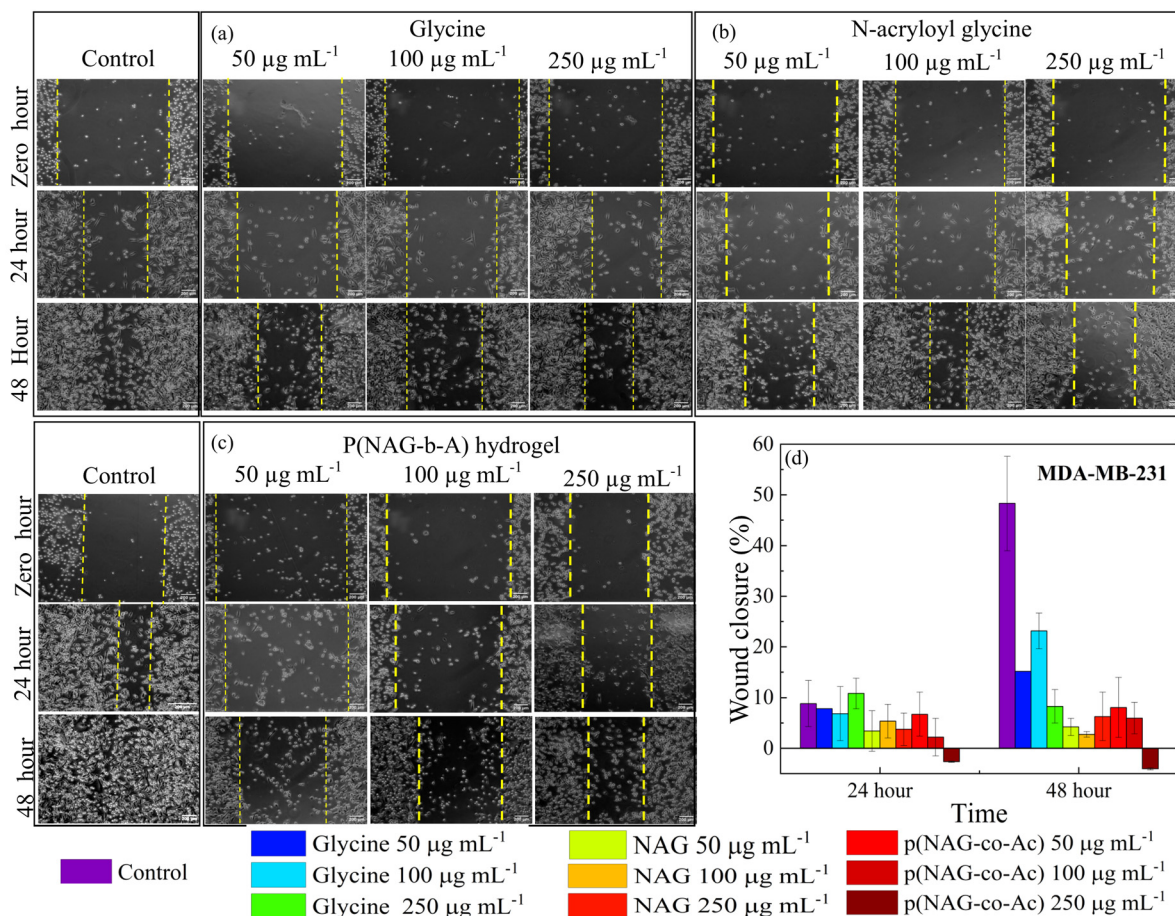 (a) Glycine
(b) N-acryloyl glycine
Control
50 µg mL⁻¹ 100 µg mL⁻¹ 250 µg mL⁻¹
50 µg mL⁻¹ 100 µg mL⁻¹ 250 µg mL⁻¹
Zero hour
24 hour
48 Hour
(c) P(NAG-b-A) hydrogel
Control
50 µg mL⁻¹ 100 µg mL⁻¹ 250 µg mL⁻¹
Zero hour
24 hour
48 hour
(d)
MDA-MB-231
Wound closure (%)
60
50
40
30
20
10
0
24 hour 48 hour
Time
Control
Glycine 50 µg mL⁻¹
Glycine 100 µg mL⁻¹
Glycine 250 µg mL⁻¹
NAG 50 µg mL⁻¹
NAG 100 µg mL⁻¹
NAG 250 µg mL⁻¹
p(NAG-co-Ac) 50 µg mL⁻¹
p(NAG-co-Ac) 100 µg mL⁻¹
p(NAG-co-Ac) 250 µg mL⁻¹